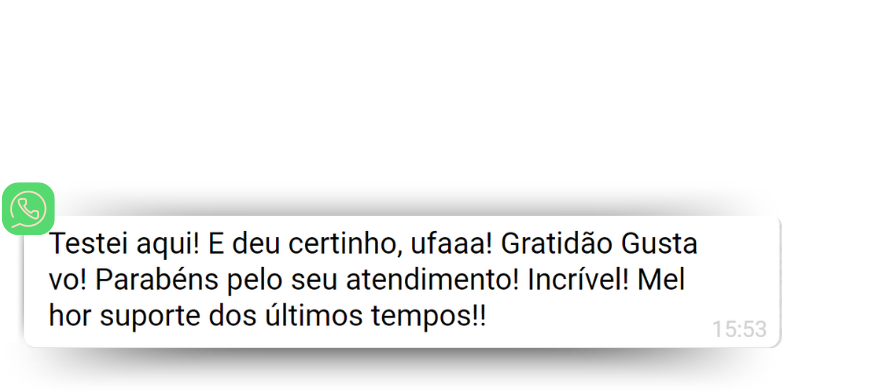 Testei aqui! E deu certinho, ufaaa! Gratidão Gusta
vo! Parabéns pelo seu atendimento! Incrível! Mel
hor suporte dos últimos tempos!!
15:53